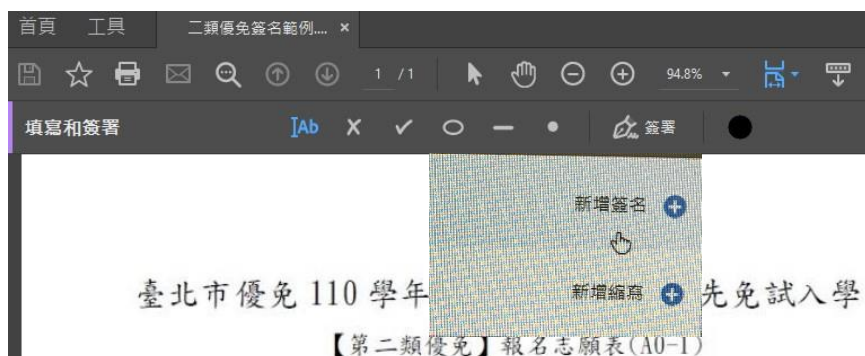 首頁 工具 二類優免簽名範例.... ×
1 / 1 94.8%
填寫和簽署 Ab 簽署
新增簽名
新增縮寫
臺北市優免 110 學年 先免試入學
【第二類優免】報名志願表(A0-1)